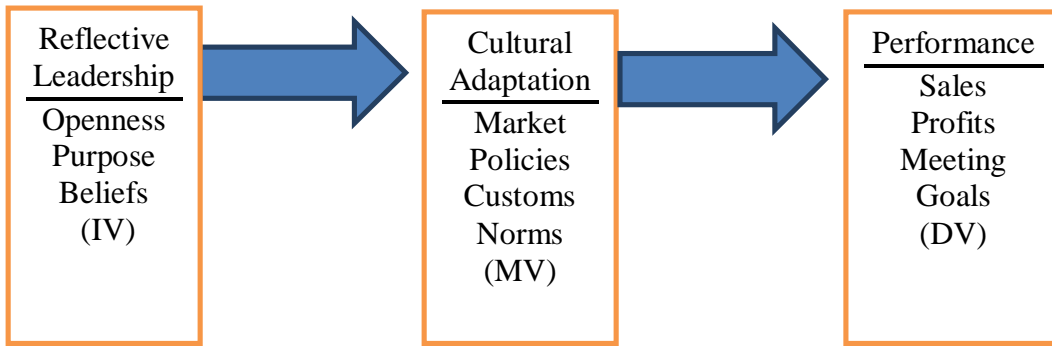 Reflective
Leadership
Openness
Purpose
Beliefs
(IV)
Cultural
Adaptation
Market
Policies
Customs
Norms
(MV)
Performance
Sales
Profits
Meeting
Goals
(DV)